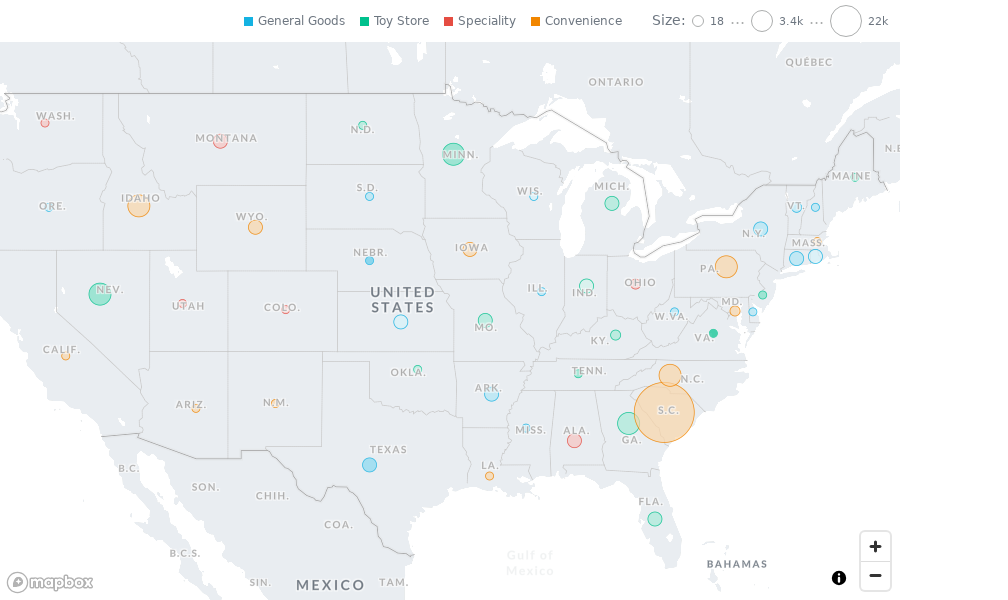 General Goods Toy Store Speciality Convenience Size: 18 ... 3.4k ... 22k
QUÉBEC
ONTARIO
WASH.
N.D.
MONTANA
MINN.
N.B
MAINE
MICH.
S.D.
WIS.
IDAHO
ORE.
VT.
WYO.
N.Y.
MASS.
IOWA
NEBR.
PA.
OHIO
NEV.
ILL.
IND.
UNITED
STATES
MD.
UTAH
COLO.
W.VA.
MO.
VA.
KY.
CALIF.
OKLA.
TENN.
N.C.
ARK.
ARIZ.
N.M.
S.C.
MISS.
ALA.
GA.
TEXAS
B.C.
LA.
SON.
CHIH.
FLA.
COA.
B.C.S.
Gulf of
Mexico
BAHAMAS
SIN.
MEXICO
TAM.
mapbox